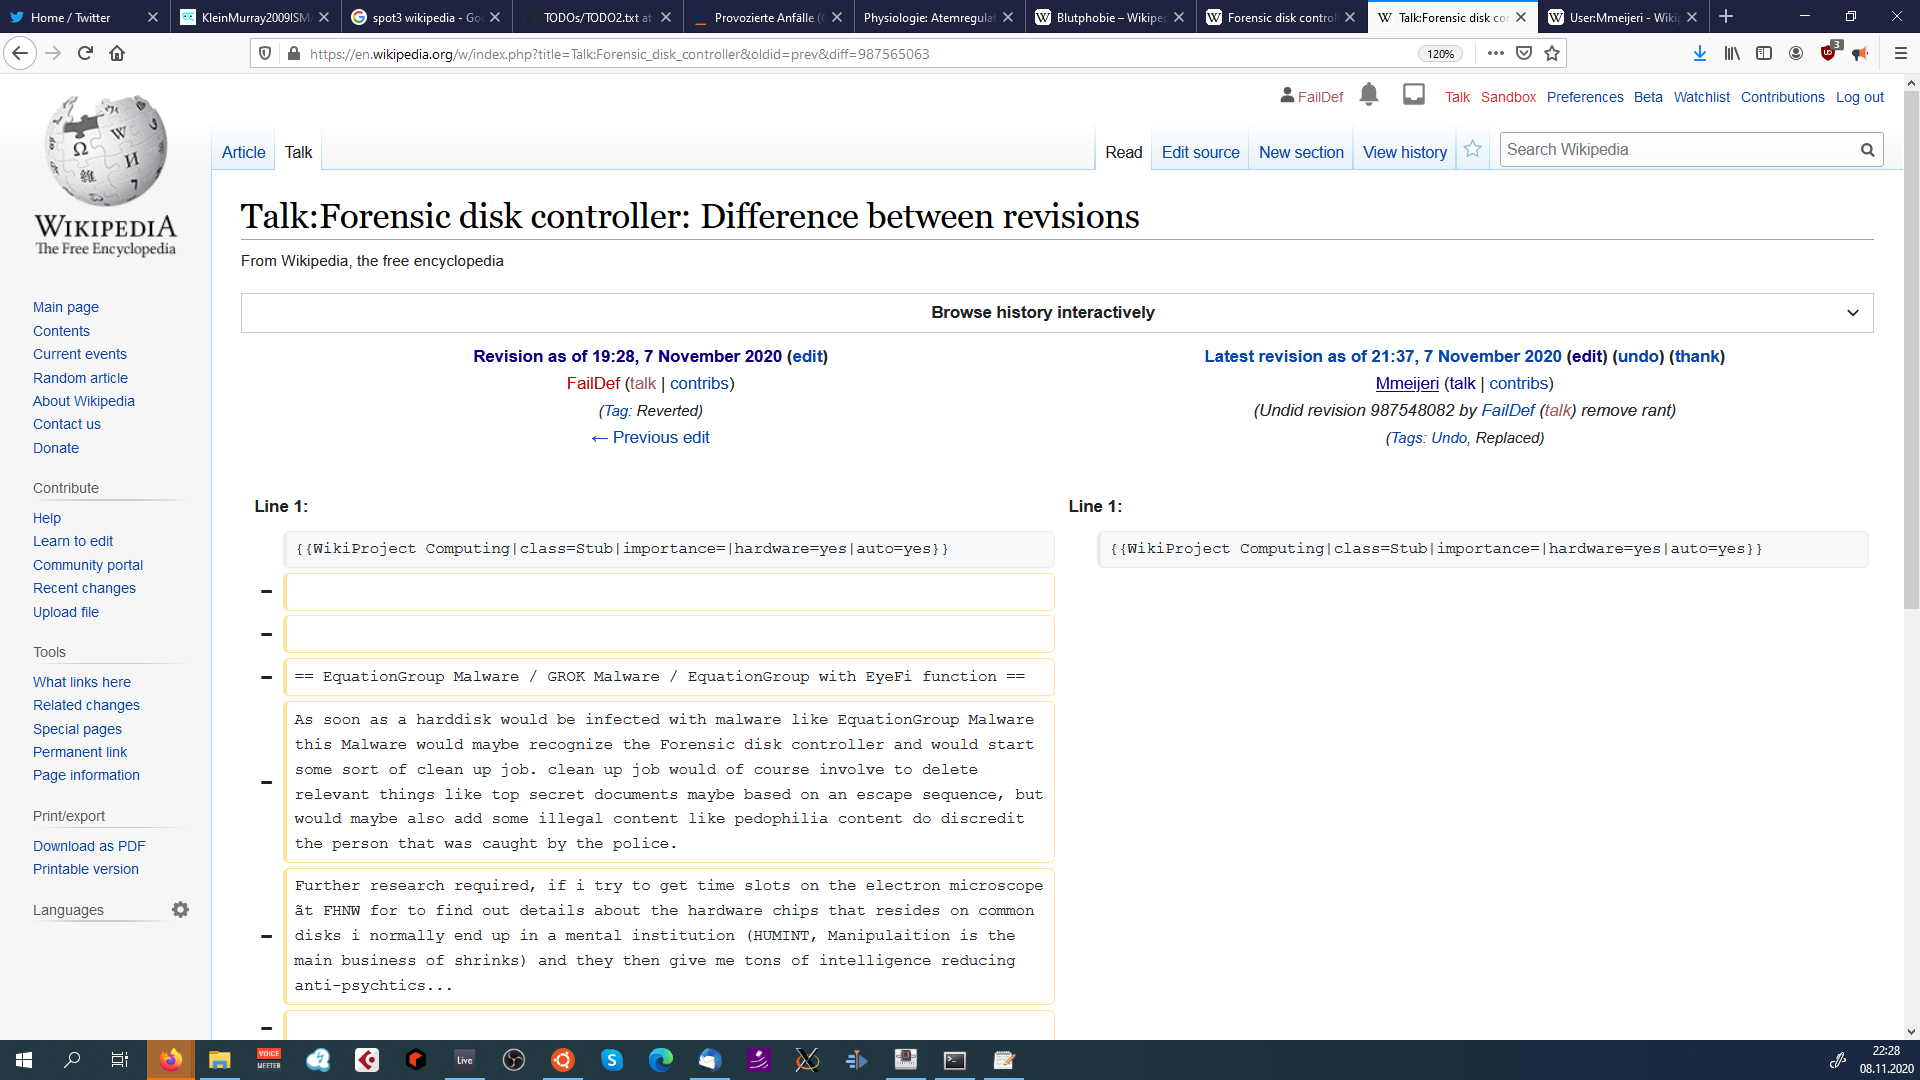 Home / Twitter
KleinMurray2009ISMA
spot3 wikipedia - Goo
TODOs/TODO2.txt at
Provozierte Anfälle (
Physiologie: Atemregulat
Blutphobie – Wikipe
Forensic disk controll
Talk:Forensic disk cor
User:Mmeijeri - Wikip
https://en.wikipedia.org/w/index.php?title=Talk:Forensic_disk_controller&oldid=prev&diff=987565063
120%
3
FailDef
Talk
Sandbox
Preferences
Beta
Watchlist
Contributions
Log out
Article
Talk
Read
Edit source
New section
View history
Search Wikipedia
WIKIPEDIA
The Free Encyclopedia
Main page
Contents
Current events
Random article
About Wikipedia
Contact us
Donate
Contribute
Help
Learn to edit
Community portal
Recent changes
Upload file
Tools
What links here
Related changes
Special pages
Permanent link
Page information
Print/export
Download as PDF
Printable version
Languages
Talk:Forensic disk controller: Difference between revisions
From Wikipedia, the free encyclopedia
Browse history interactively
Revision as of 19:28, 7 November 2020 (edit)
FailDef (talk | contribs)
(Tag: Reverted)
← Previous edit
Latest revision as of 21:37, 7 November 2020 (edit) (undo) (thank)
Mmeijeri (talk | contribs)
(Undid revision 987548082 by FailDef (talk) remove rant)
(Tags: Undo, Replaced)
Line 1:
Line 1:
{{WikiProject Computing|class=Stub|importance=|hardware=yes|auto=yes}}
{{WikiProject Computing|class=Stub|importance=|hardware=yes|auto=yes}}
−
−
− == EquationGroup Malware / GROK Malware / EquationGroup with EyeFi function ==
As soon as a harddisk would be infected with malware like EquationGroup Malware
this Malware would maybe recognize the Forensic disk controller and would start
some sort of clean up job. clean up job would of course involve to delete
− relevant things like top secret documents maybe based on an escape sequence, but
would maybe also add some illegal content like pedophilia content do discredit
the person that was caught by the police.
Further research required, if i try to get time slots on the electron microscope
ãt FHNW for to find out details about the hardware chips that resides on common
− disks i normally end up in a mental institution (HUMINT, Manipulaition is the
main business of shrinks) and they then give me tons of intelligence reducing
anti-psychtics...
−
VOICE
MEETER
Live
22:28
08.11.2020